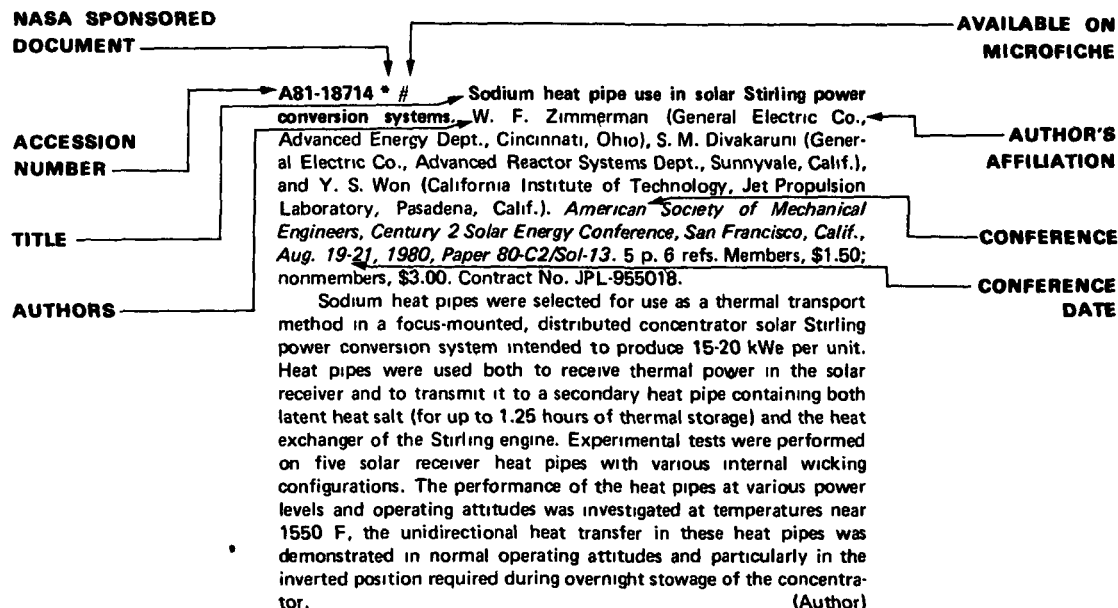 NASA SPONSORED
DOCUMENT
AVAILABLE ON
MICROFICHE
ACCESSION
NUMBER
TITLE
AUTHORS
A81-18714 * # Sodium heat pipe use in solar Stirling power
conversion systems. W. F. Zimmerman (General Electric Co.,
Advanced Energy Dept., Cincinnati, Ohio), S. M. Divakaruni (Gener-
al Electric Co., Advanced Reactor Systems Dept., Sunnyvale, Calif.),
and Y. S. Won (California Institute of Technology, Jet Propulsion
Laboratory, Pasadena, Calif.). American Society of Mechanical
Engineers, Century 2 Solar Energy Conference, San Francisco, Calif.,
Aug. 19-21, 1980, Paper 80-C2/Sol-13. 5 p. 6 refs. Members, $1.50;
nonmembers, $3.00. Contract No. JPL-955018.
Sodium heat pipes were selected for use as a thermal transport
method in a focus-mounted, distributed concentrator solar Stirling
power conversion system intended to produce 15-20 kWe per unit.
Heat pipes were used both to receive thermal power in the solar
receiver and to transmit it to a secondary heat pipe containing both
latent heat salt (for up to 1.25 hours of thermal storage) and the heat
exchanger of the Stirling engine. Experimental tests were performed
on five solar receiver heat pipes with various internal wicking
configurations. The performance of the heat pipes at various power
levels and operating attitudes was investigated at temperatures near
1550 F, the unidirectional heat transfer in these heat pipes was
demonstrated in normal operating attitudes and particularly in the
inverted position required during overnight stowage of the concentra-
tor. (Author)
AUTHOR'S
AFFILIATION
CONFERENCE
CONFERENCE
DATE